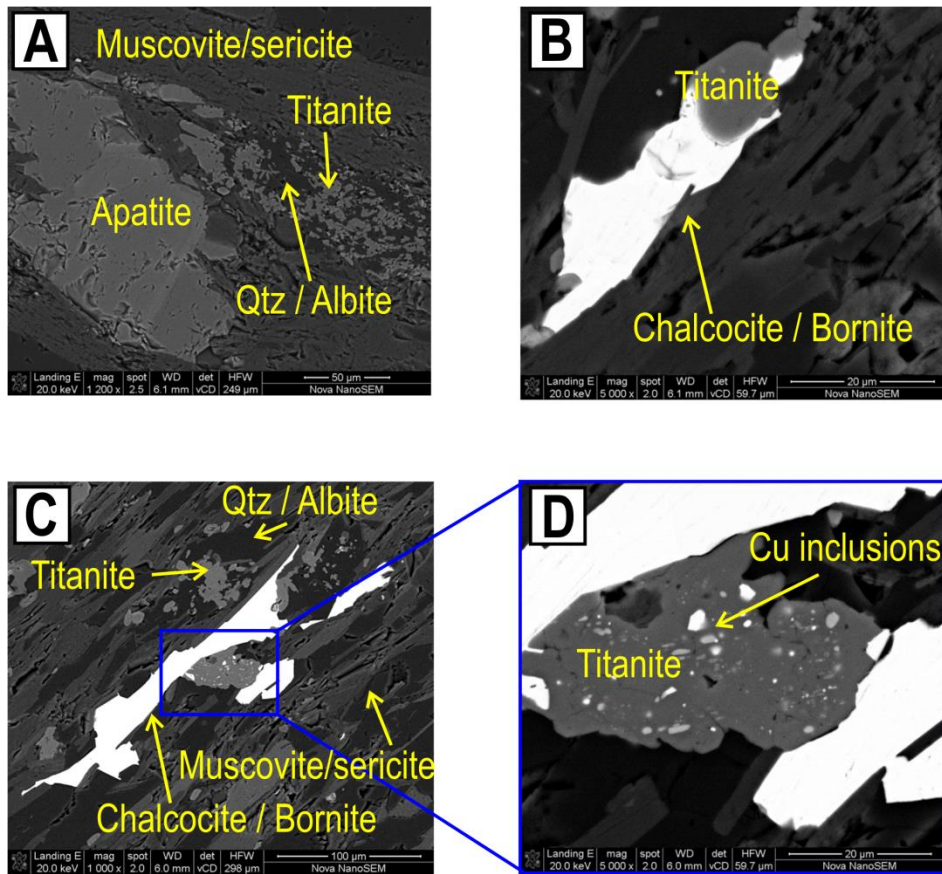 A
Muscovite/sericite
Titanite
Apatite
Qtz / Albite
Landing E mag spot WD det HFW 50 µm
20.0 keV 1 200 x 2.5 6.1 mm vCD 249 µm Nova NanoSEM
B
Titanite
Chalcocite / Bornite
Landing E mag spot WD det HFW 20 µm
20.0 keV 5 000 x 2.0 6.1 mm vCD 59.7 µm Nova NanoSEM
C
Qtz / Albite
Titanite
Muscovite/sericite
Chalcocite / Bornite
Landing E mag spot WD det HFW 100 µm
20.0 keV 1 000 x 2.0 6.0 mm vCD 298 µm Nova NanoSEM
D
Cu inclusions
Titanite
Landing E mag spot WD det HFW 20 µm
20.0 keV 5 000 x 2.0 6.0 mm vCD 59.7 µm Nova NanoSEM